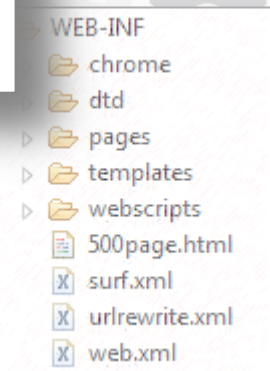 WEB-INF
chrome
dtd
pages
templates
webscripts
500page.html
surf.xml
urlrewrite.xml
web.xml